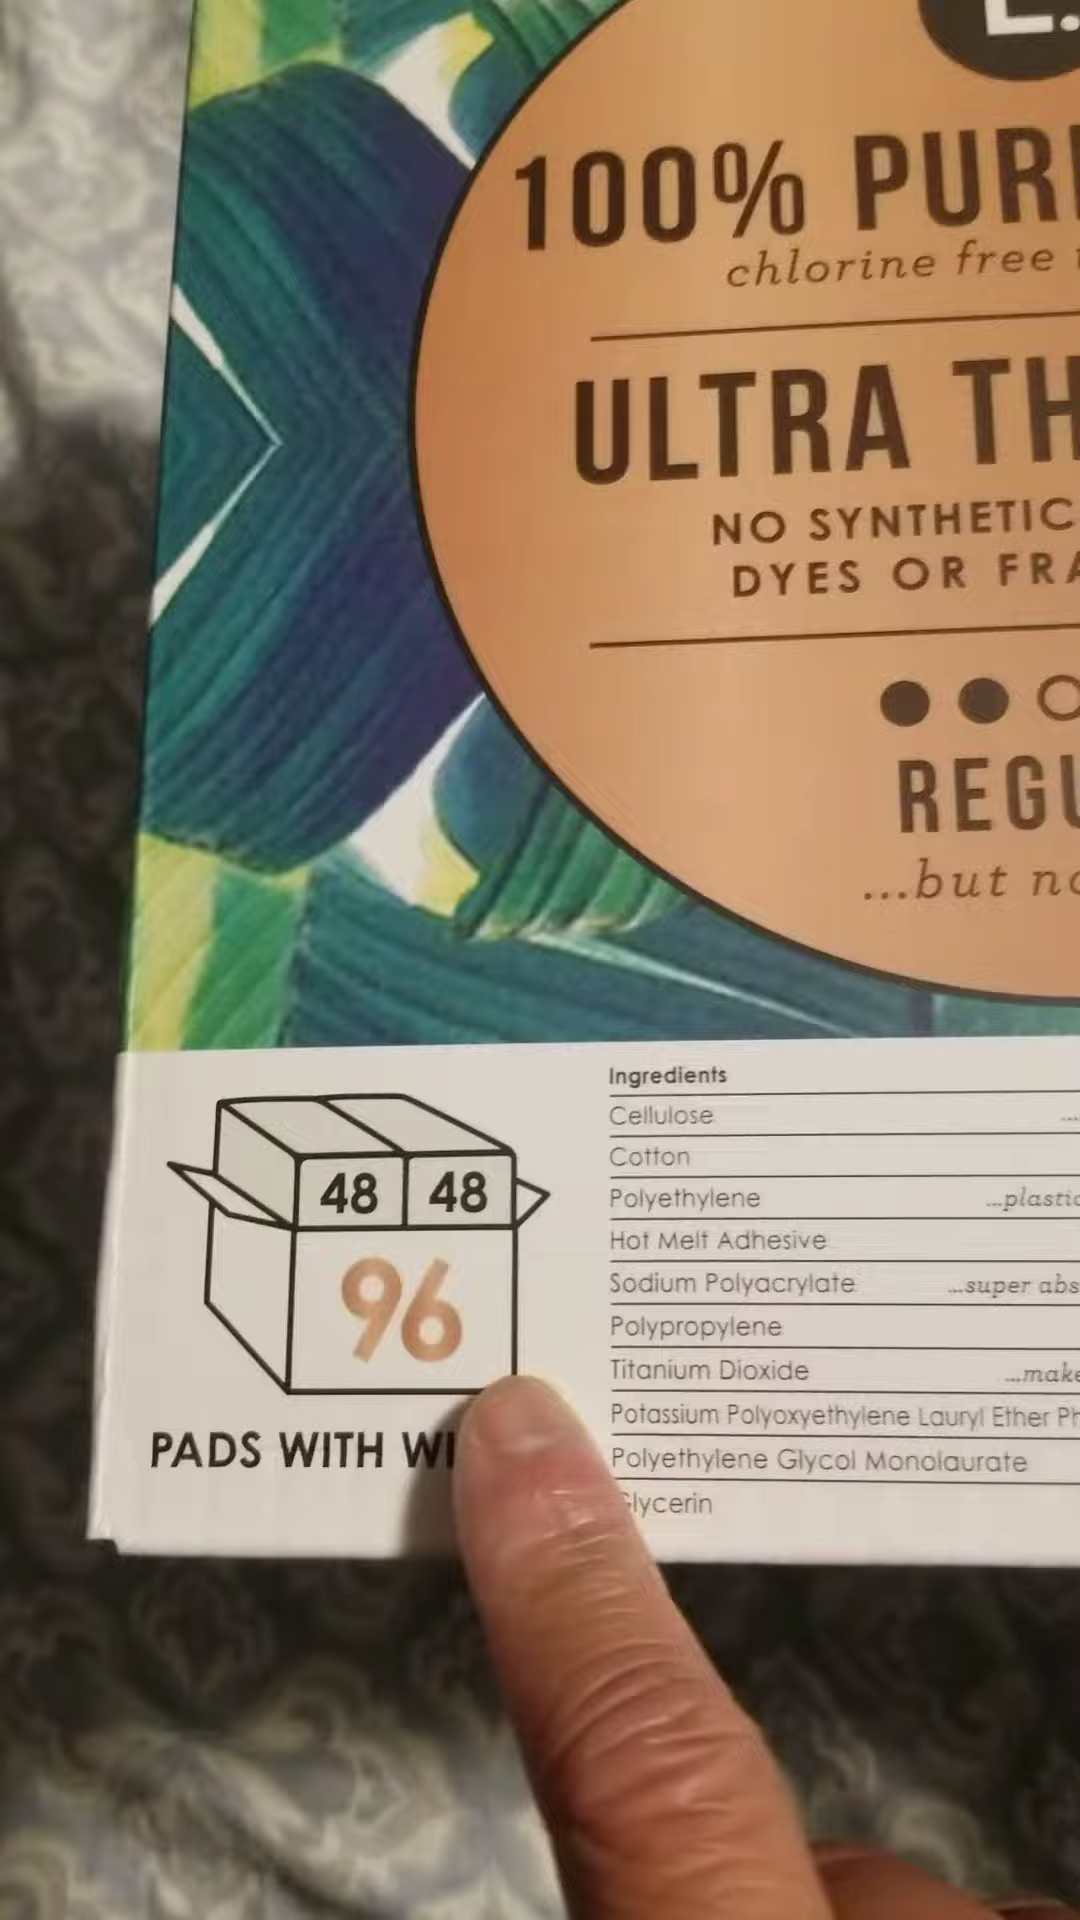 L.
100% PUR
chlorine free
ULTRA TH
NO SYNTHETIC
DYES OR FRA
REGU
...but no
Ingredients
Cellulose ...
Cotton
Polyethylene ...plastic
Hot Melt Adhesive
Sodium Polyacrylate ...super abs
Polypropylene
Titanium Dioxide ...make
Potassium Polyoxyethylene Lauryl Ether Ph
Polyethylene Glycol Monolaurate
Glycerin
48 48
96
PADS WITH WI